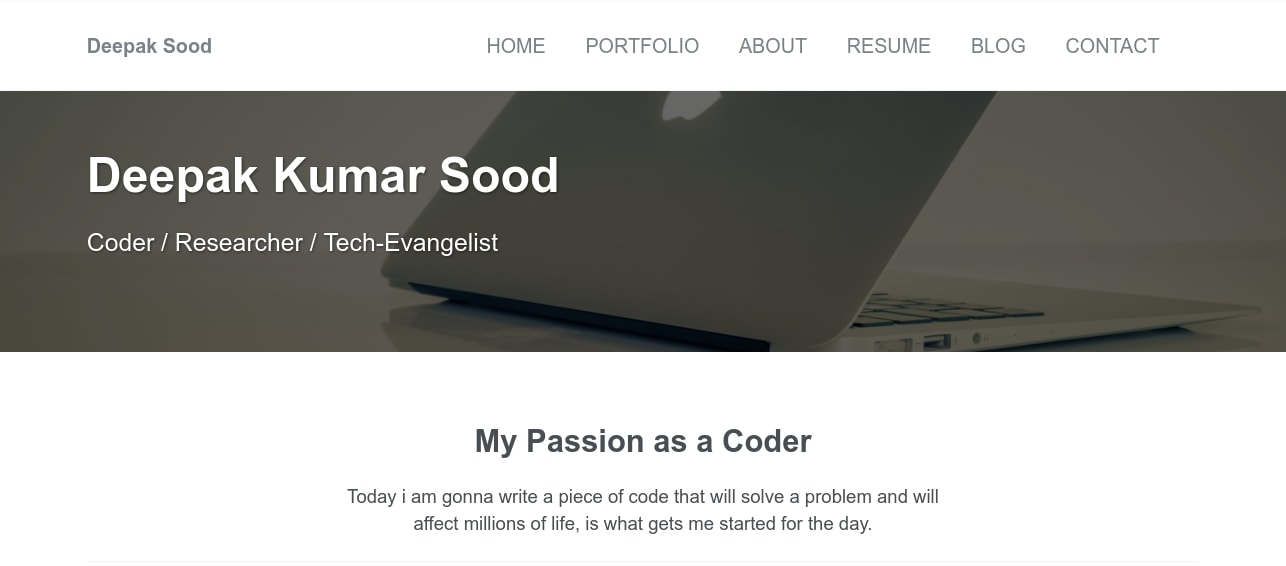 Deepak Sood
HOME PORTFOLIO ABOUT RESUME BLOG CONTACT
Deepak Kumar Sood
Coder / Researcher / Tech-Evangelist
My Passion as a Coder
Today i am gonna write a piece of code that will solve a problem and will
affect millions of life, is what gets me started for the day.